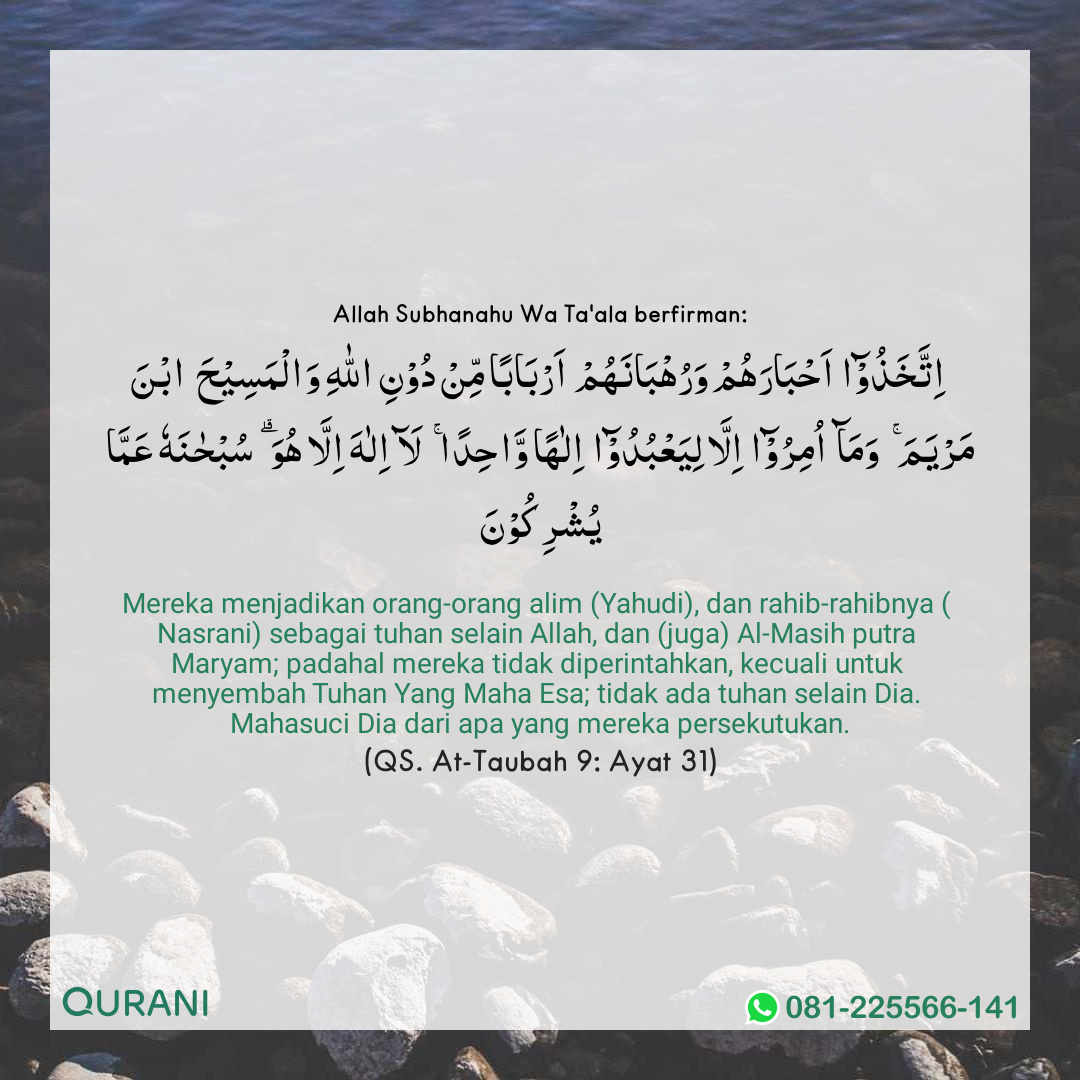 Allah Subhanahu Wa Ta'ala berfirman:
اِتَّخَذُوْۤا اَحْبَارَهُمْ وَرُهْبَانَهُمْ اَرْبَابًا مِّنْ دُوْنِ اللّٰهِ وَا لْمَسِيْحَ ابْنَ
مَرْيَمَ ۚ وَمَاۤ اُمِرُوْۤا اِلَّا لِيَعْبُدُوْۤا اِلٰهًا وَّا حِدًا ۚ لَاۤ اِلٰهَ اِلَّا هُوَ ۗ سُبْحٰنَهٗ عَمَّا
يُشْرِكُوْنَ
Mereka menjadikan orang-orang alim (Yahudi), dan rahib-rahibnya (
Nasrani) sebagai tuhan selain Allah, dan (juga) Al-Masih putra
Maryam; padahal mereka tidak diperintahkan, kecuali untuk
menyembah Tuhan Yang Maha Esa; tidak ada tuhan selain Dia.
Mahasuci Dia dari apa yang mereka persekutukan.
(QS. At-Taubah 9: Ayat 31)
QURANI
081-225566-141